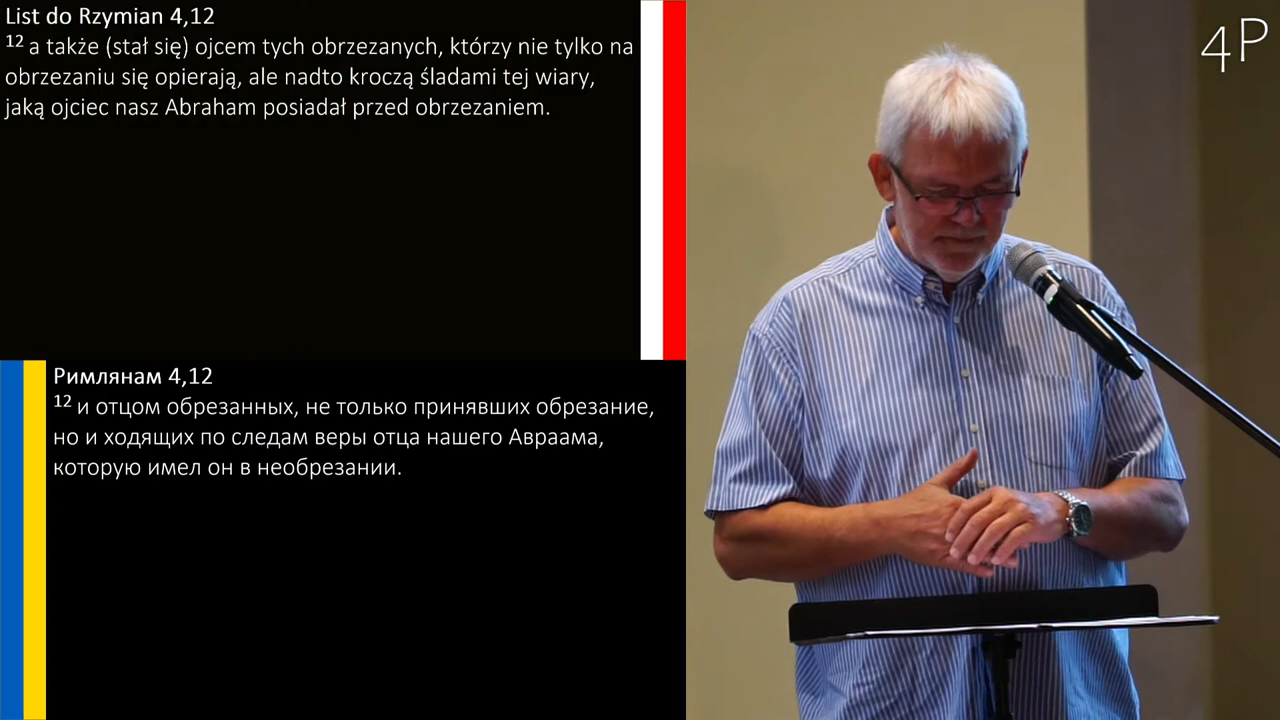 List do Rzymian 4,12
12 a także (stał się) ojcem tych obrzezanych, którzy nie tylko na
obrzezaniu się opierają, ale nadto kroczą śladami tej wiary,
jaką ojciec nasz Abraham posiadał przed obrzezaniem.
Римлянам 4,12
12 и отцом обрезанных, не только принявших обрезание,
но и ходящих по следам веры отца нашего Авраама,
которую имел он в необрезании.
4P